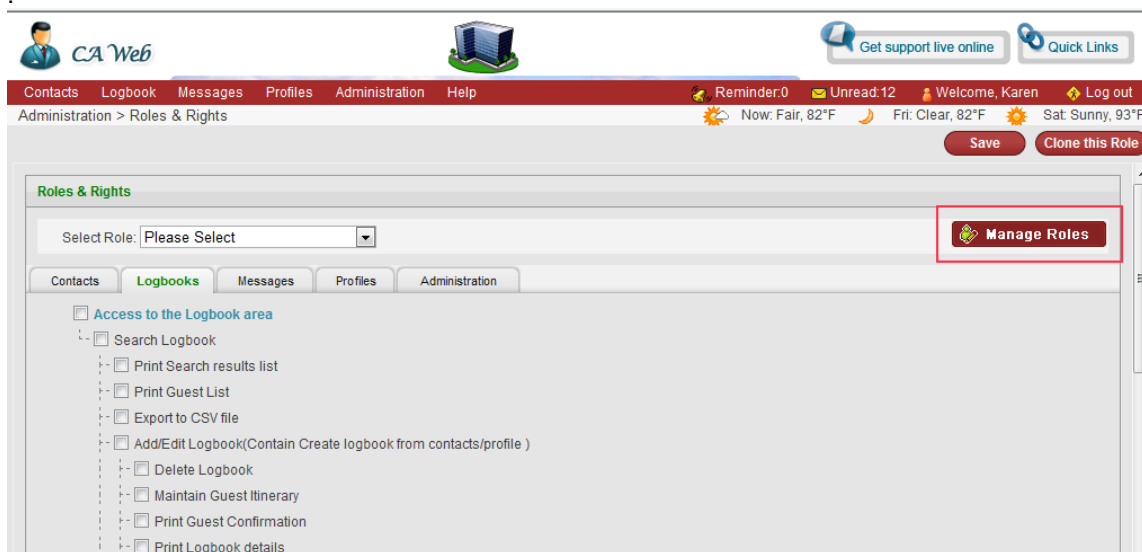 .
CA Web
Get support live online
Quick Links
Contacts Logbook Messages Profiles Administration Help Reminder:0 Unread:12 Welcome, Karen Log out
Administration > Roles & Rights Now: Fair, 82°F Fri: Clear, 82°F Sat: Sunny, 93°F
Save Clone this Role
Roles & Rights
Select Role: Please Select Manage Roles
Contacts Logbooks Messages Profiles Administration
Access to the Logbook area
Search Logbook
Print Search results list
Print Guest List
Export to CSV file
Add/Edit Logbook(Contain Create logbook from contacts/profile )
Delete Logbook
Maintain Guest Itinerary
Print Guest Confirmation
Print Logbook details